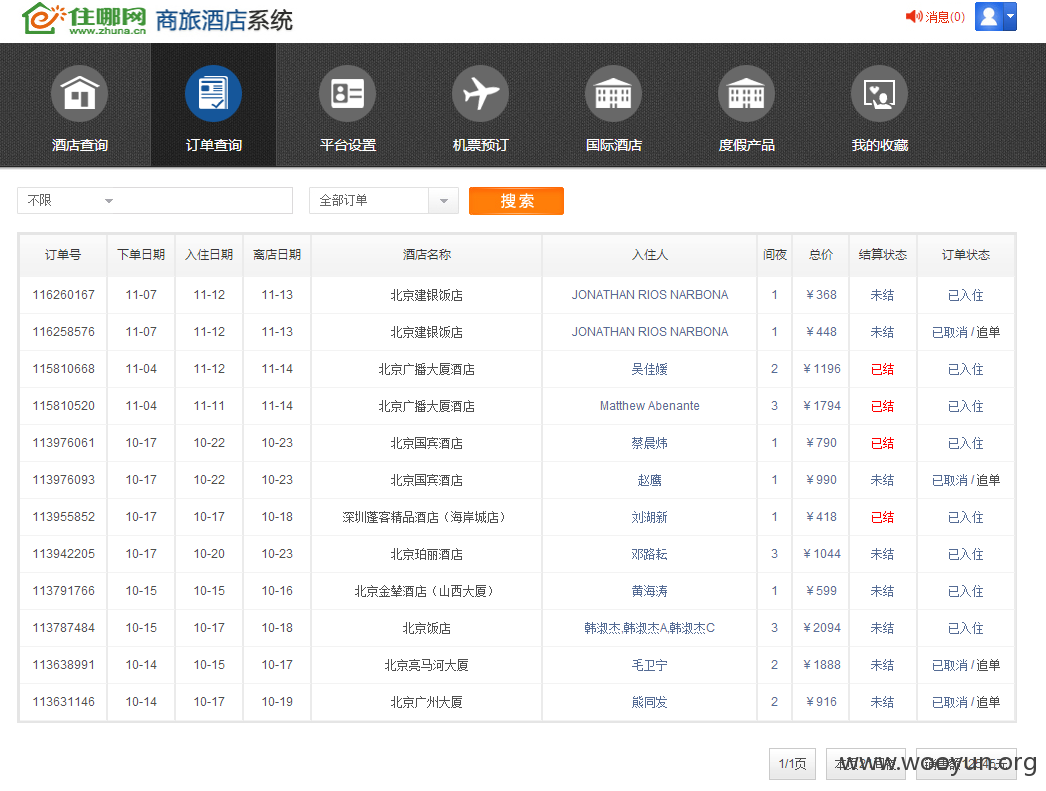 住哪网 www.zhuna.cn 商旅酒店系统 消息(0)
酒店查询 订单查询 平台设置 机票预订 国际酒店 度假产品 我的收藏
不限 全部订单 搜索
订单号 下单日期 入住日期 离店日期 酒店名称 入住人 间夜 总价 结算状态 订单状态
116260167 11-07 11-12 11-13 北京建银饭店 JONATHAN RIOS NARBONA 1 ¥368 未结 已入住
116258576 11-07 11-12 11-13 北京建银饭店 JONATHAN RIOS NARBONA 1 ¥448 未结 已取消/追单
115810668 11-04 11-12 11-14 北京广播大厦酒店 吴佳媛 2 ¥1196 已结 已入住
115810520 11-04 11-11 11-14 北京广播大厦酒店 Matthew Abenante 3 ¥1794 已结 已入住
113976061 10-17 10-22 10-23 北京国宾酒店 蔡晨炜 1 ¥790 已结 已入住
113976093 10-17 10-22 10-23 北京国宾酒店 赵鹰 1 ¥990 未结 已取消/追单
113955852 10-17 10-17 10-18 深圳蓬客精品酒店（海岸城店） 刘湖新 1 ¥418 已结 已入住
113942205 10-17 10-20 10-23 北京珀丽酒店 邓路耘 3 ¥1044 未结 已入住
113791766 10-15 10-15 10-16 北京金辇酒店（山西大厦） 黄海涛 1 ¥599 未结 已入住
113787484 10-15 10-17 10-18 北京饭店 韩淑杰,韩淑杰A,韩淑杰C 3 ¥2094 未结 已入住
113638991 10-14 10-15 10-17 北京亮马河大厦 毛卫宁 2 ¥1888 未结 已取消/追单
113631146 10-14 10-17 10-19 北京广州大厦 熊同发 2 ¥916 未结 已取消/追单
1/1页 www.wooyun.org